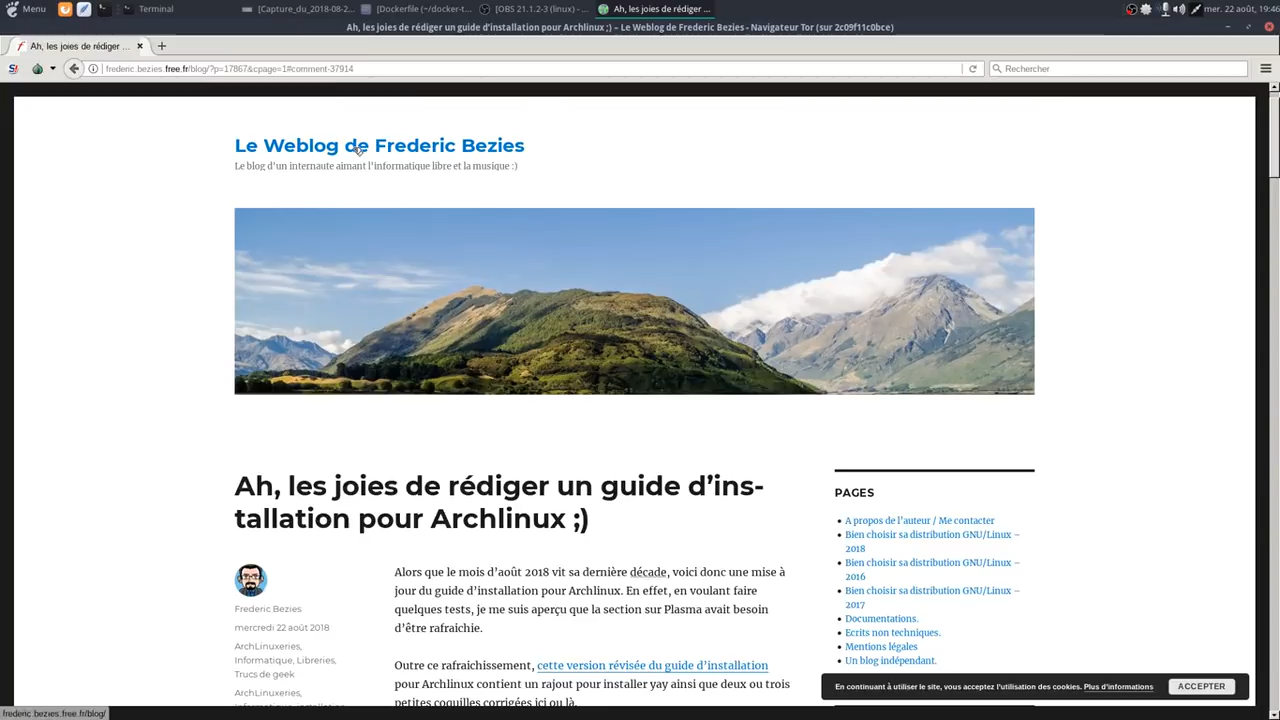 Menu
Terminal
[Capture_du_2018-08-2...
[Dockerfile (~/docker-t...
[OBS 21.1.2-3 (linux) - ...
Ah, les joies de rédiger ...
mer. 22 août, 19:46
Ah, les joies de rédiger un guide d'installation pour Archlinux ;) – Le Weblog de Frederic Bezies - Navigateur Tor (sur 2c09f11c0bce)
Ah, les joies de rédiger ...
frederic.bezies.free.fr/blog/?p=17867&cpage=1#comment-37914
Rechercher
Le Weblog de Frederic Bezies
Le blog d'un internaute aimant l'informatique libre et la musique :)
Ah, les joies de rédiger un guide d'ins-
tallation pour Archlinux ;)
Frederic Bezies
mercredi 22 août 2018
ArchLinuxeries,
Informatique, Libreries,
Trucs de geek
ArchLinuxeries,
Informatique, installation
Alors que le mois d'août 2018 vit sa dernière décade, voici donc une mise à
jour du guide d'installation pour Archlinux. En effet, en voulant faire
quelques tests, je me suis aperçu que la section sur Plasma avait besoin
d'être rafraichie.
Outre ce rafraichissement, cette version révisée du guide d'installation
pour Archlinux contient un rajout pour installer yay ainsi que deux ou trois
petites coquilles corrigées ici ou là.
PAGES
A propos de l'auteur / Me contacter
Bien choisir sa distribution GNU/Linux –
2018
Bien choisir sa distribution GNU/Linux –
2016
Bien choisir sa distribution GNU/Linux –
2017
Documentations.
Ecrits non techniques.
Mentions légales
Un blog indépendant.
En continuant à utiliser le site, vous acceptez l'utilisation des cookies. Plus d'informations
ACCEPTER
frederic.bezies.free.fr/blog/